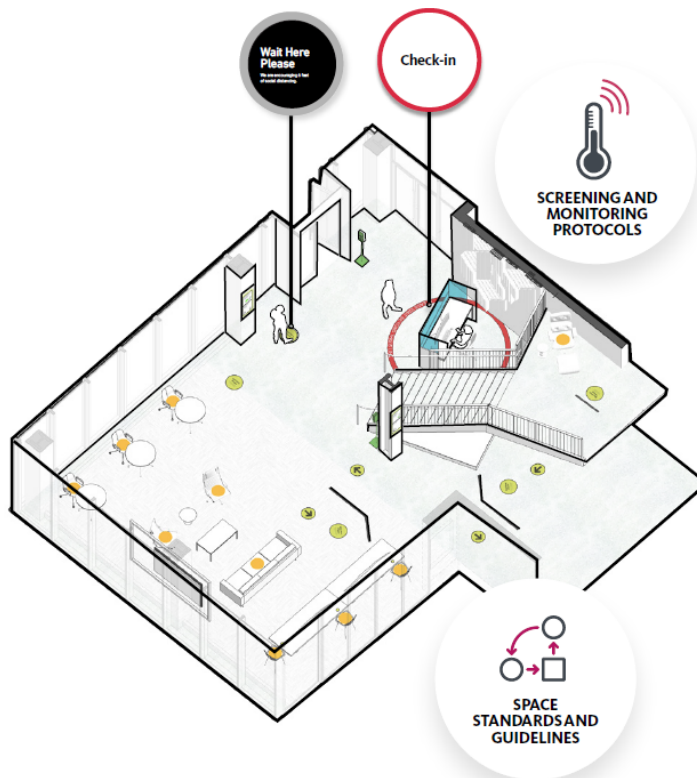 Wait Here
Please
We are encouraging 6 feet
of social distancing.
Check-in
SCREENING AND
MONITORING
PROTOCOLS
SPACE
STANDARDS AND
GUIDELINES